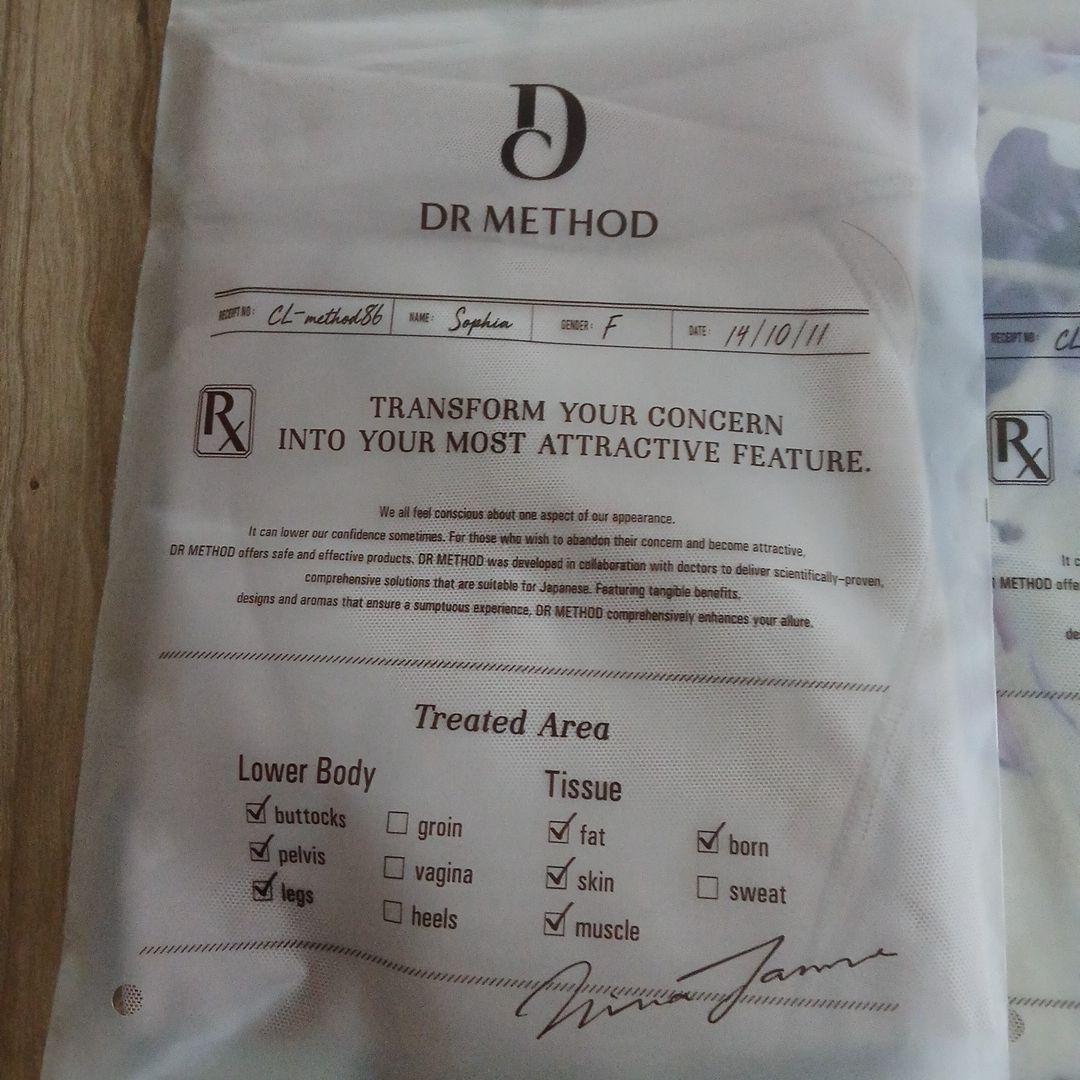 DR METHOD
RECEIPT NO: CL-method86 NAME: Sophia GENDER: F DATE: 14/10/11
Rx TRANSFORM YOUR CONCERN
INTO YOUR MOST ATTRACTIVE FEATURE.
We all feel conscious about one aspect of our appearance.
It can lower our confidence sometimes. For those who wish to abandon their concern and become attractive,
DR METHOD offers safe and effective products. DR METHOD was developed in collaboration with doctors to deliver scientifically-proven,
comprehensive solutions that are suitable for Japanese. Featuring tangible benefits.
designs and aromas that ensure a sumptuous experience, DR METHOD comprehensively enhances your allure.
Treated Area
Lower Body
buttocks
pelvis
legs
groin
vagina
heels
Tissue
fat
skin
muscle
born
sweat
RECEIPT NO: CL
Rx
It c
METHOD offe
de